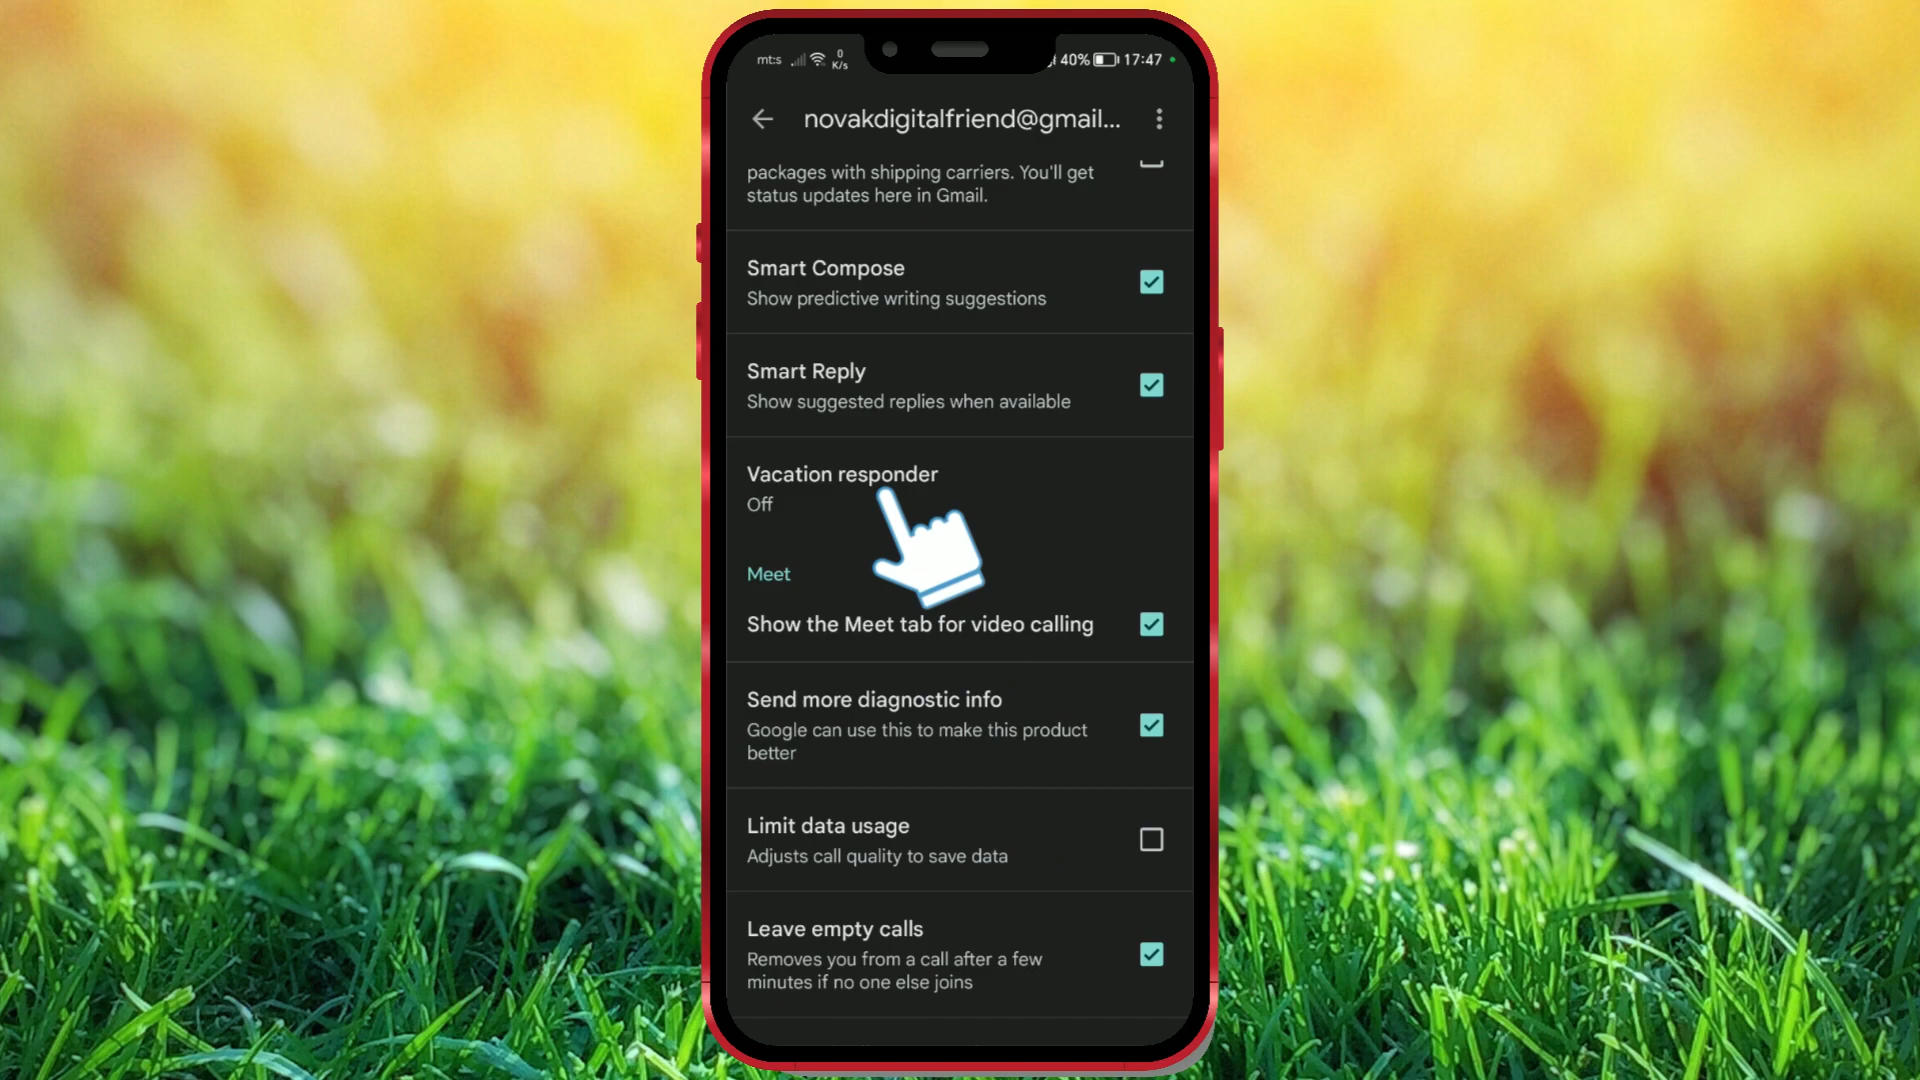 mt:s 0 K/s 40% 17:47
novakdigitalfriend@gmail...
packages with shipping carriers. You'll get
status updates here in Gmail.
Smart Compose
Show predictive writing suggestions
Smart Reply
Show suggested replies when available
Vacation responder
Off
Meet
Show the Meet tab for video calling
Send more diagnostic info
Google can use this to make this product
better
Limit data usage
Adjusts call quality to save data
Leave empty calls
Removes you from a call after a few
minutes if no one else joins